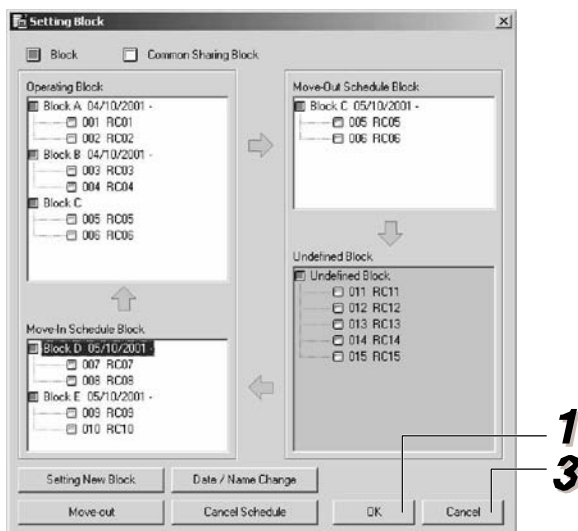 Setting Block
Block
Common Sharing Block
Operating Block
Block A 04/10/2001 -
001 RC01
002 RC02
Block B 04/10/2001 -
003 RC03
004 RC04
Block C
005 RC05
006 RC06
Move-Out Schedule Block
Block C 05/10/2001 -
005 RC05
006 RC06
Undefined Block
Undefined Block
011 RC11
012 RC12
013 RC13
014 RC14
015 RC15
Move-In Schedule Block
Block D 05/10/2001 -
007 RC07
008 RC08
Block E 05/10/2001 -
009 RC09
010 RC10
Setting New Block
Date / Name Change
Move-out
Cancel Schedule
OK
Cancel
1
3